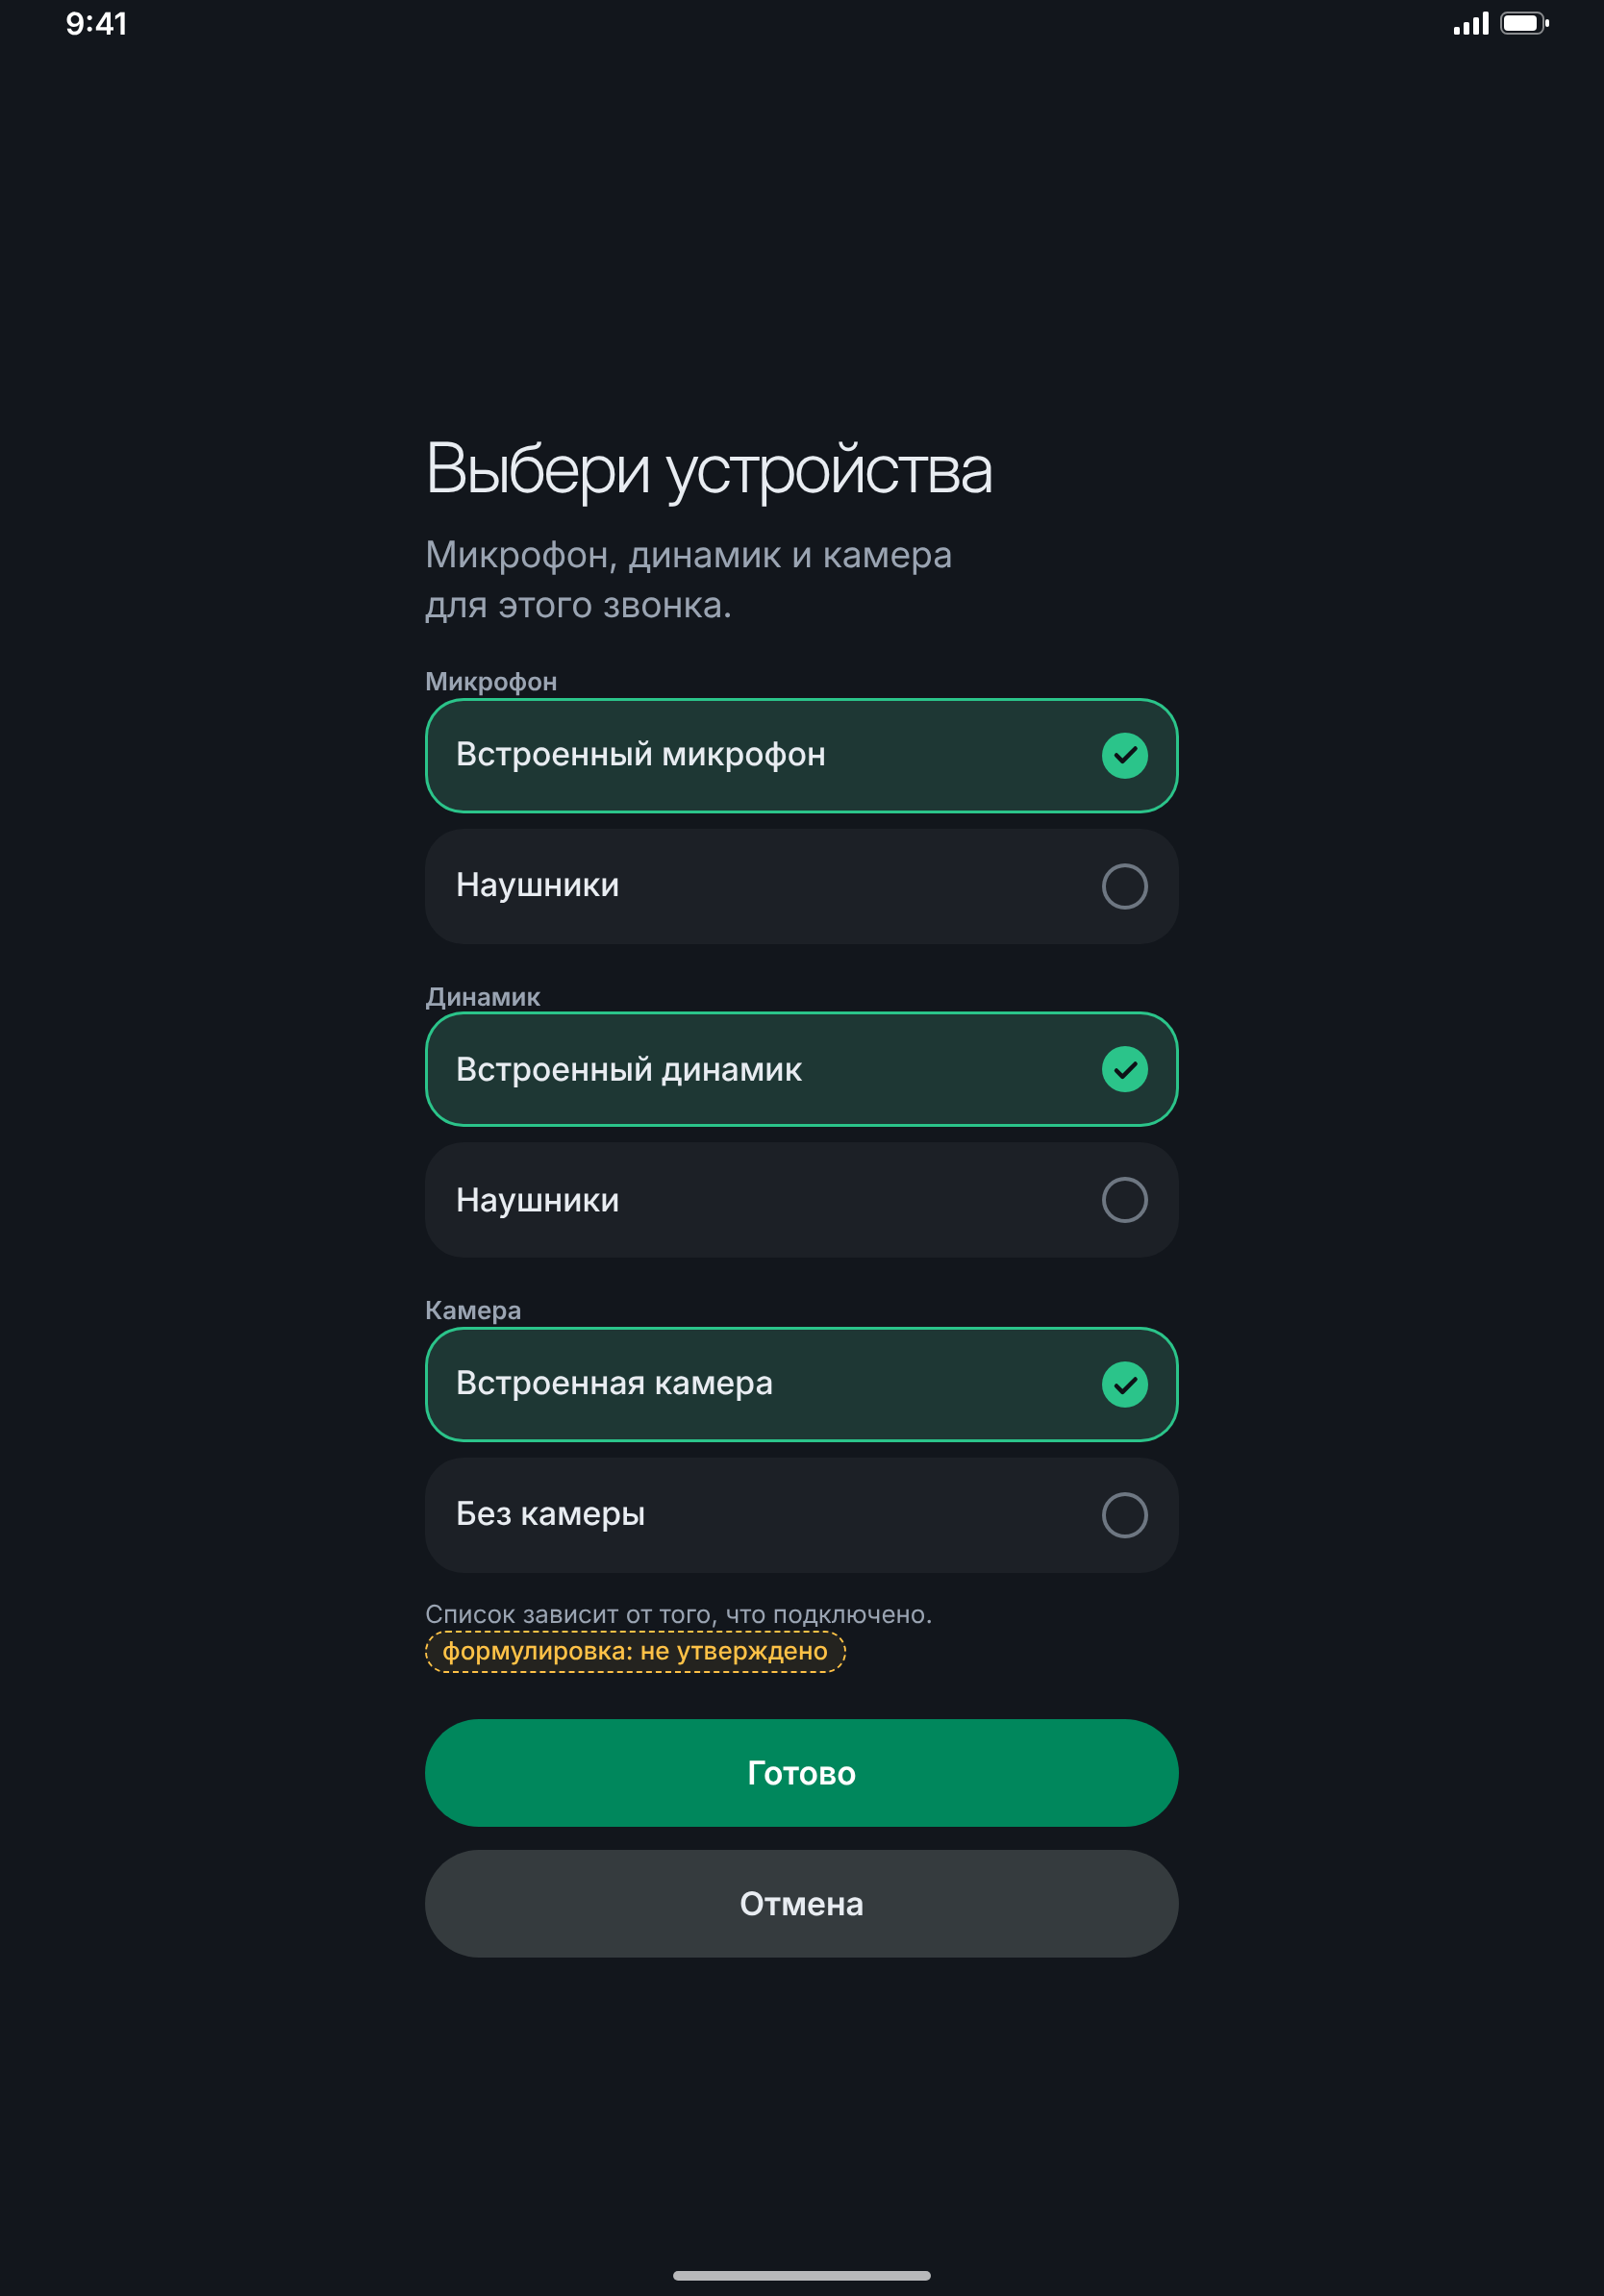 9:41
Выбери устройства
Микрофон, динамик и камера
для этого звонка.
Микрофон
Встроенный микрофон
Наушники
Динамик
Встроенный динамик
Наушники
Камера
Встроенная камера
Без камеры
Список зависит от того, что подключено.
формулировка: не утверждено
Готово
Отмена